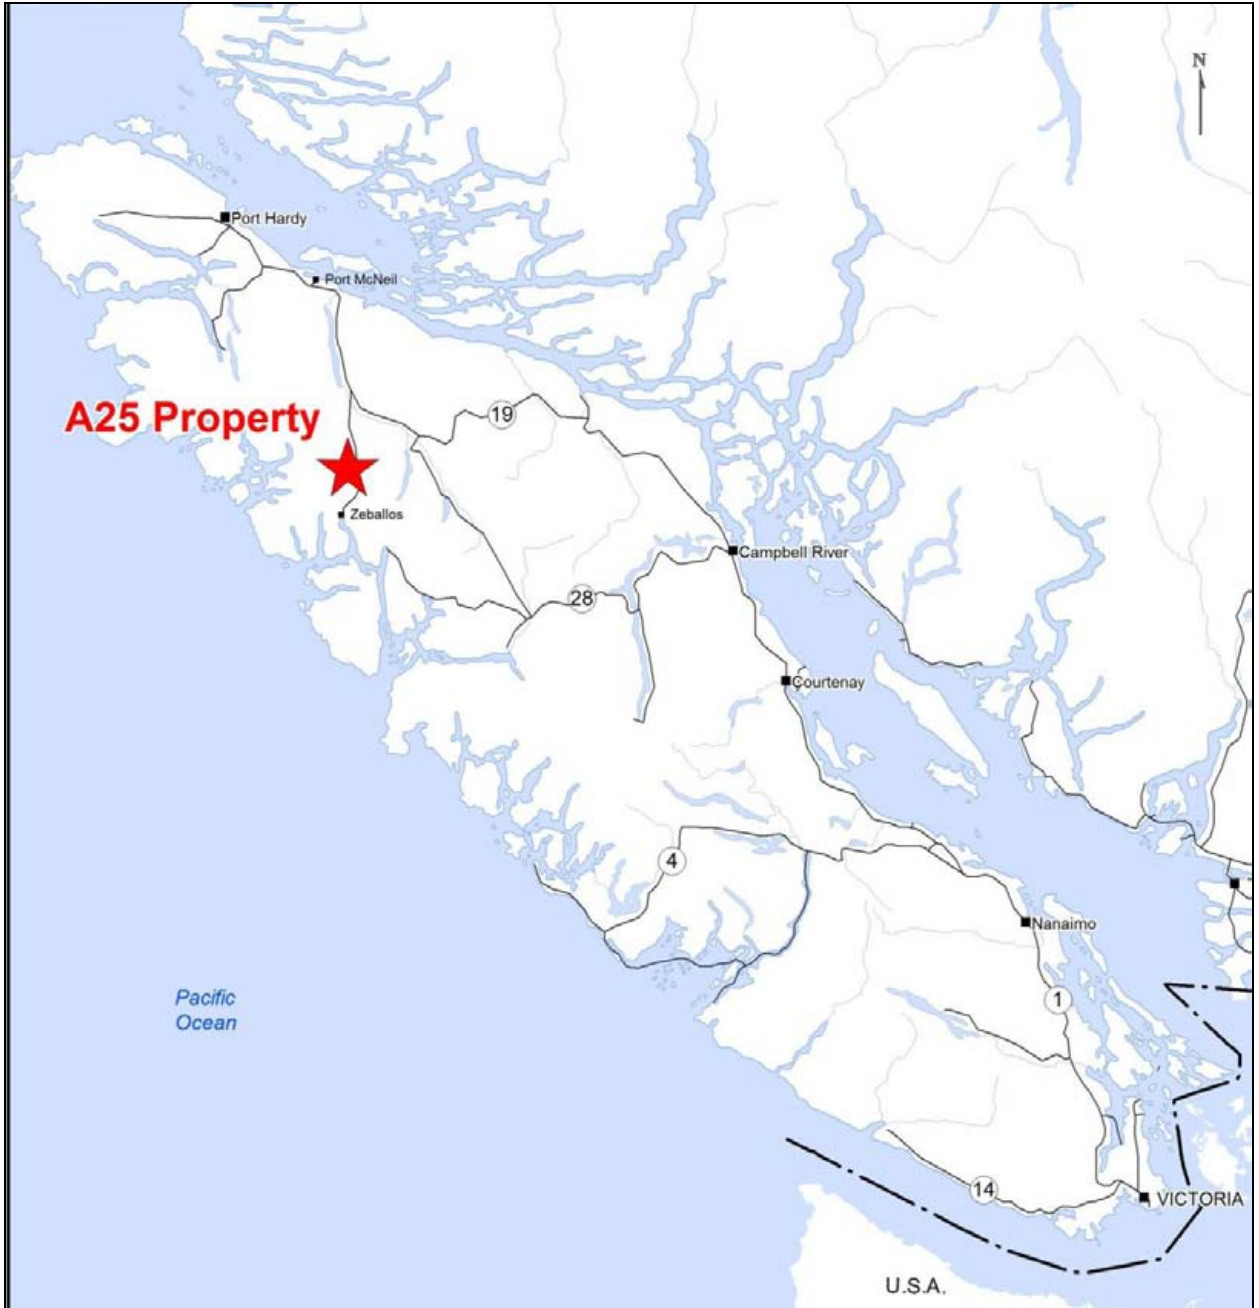 N
Port Hardy
Port McNeil
A25 Property
19
Zeballos
Campbell River
28
Courtenay
4
Nanaimo
Pacific
Ocean
1
14
VICTORIA
U.S.A.